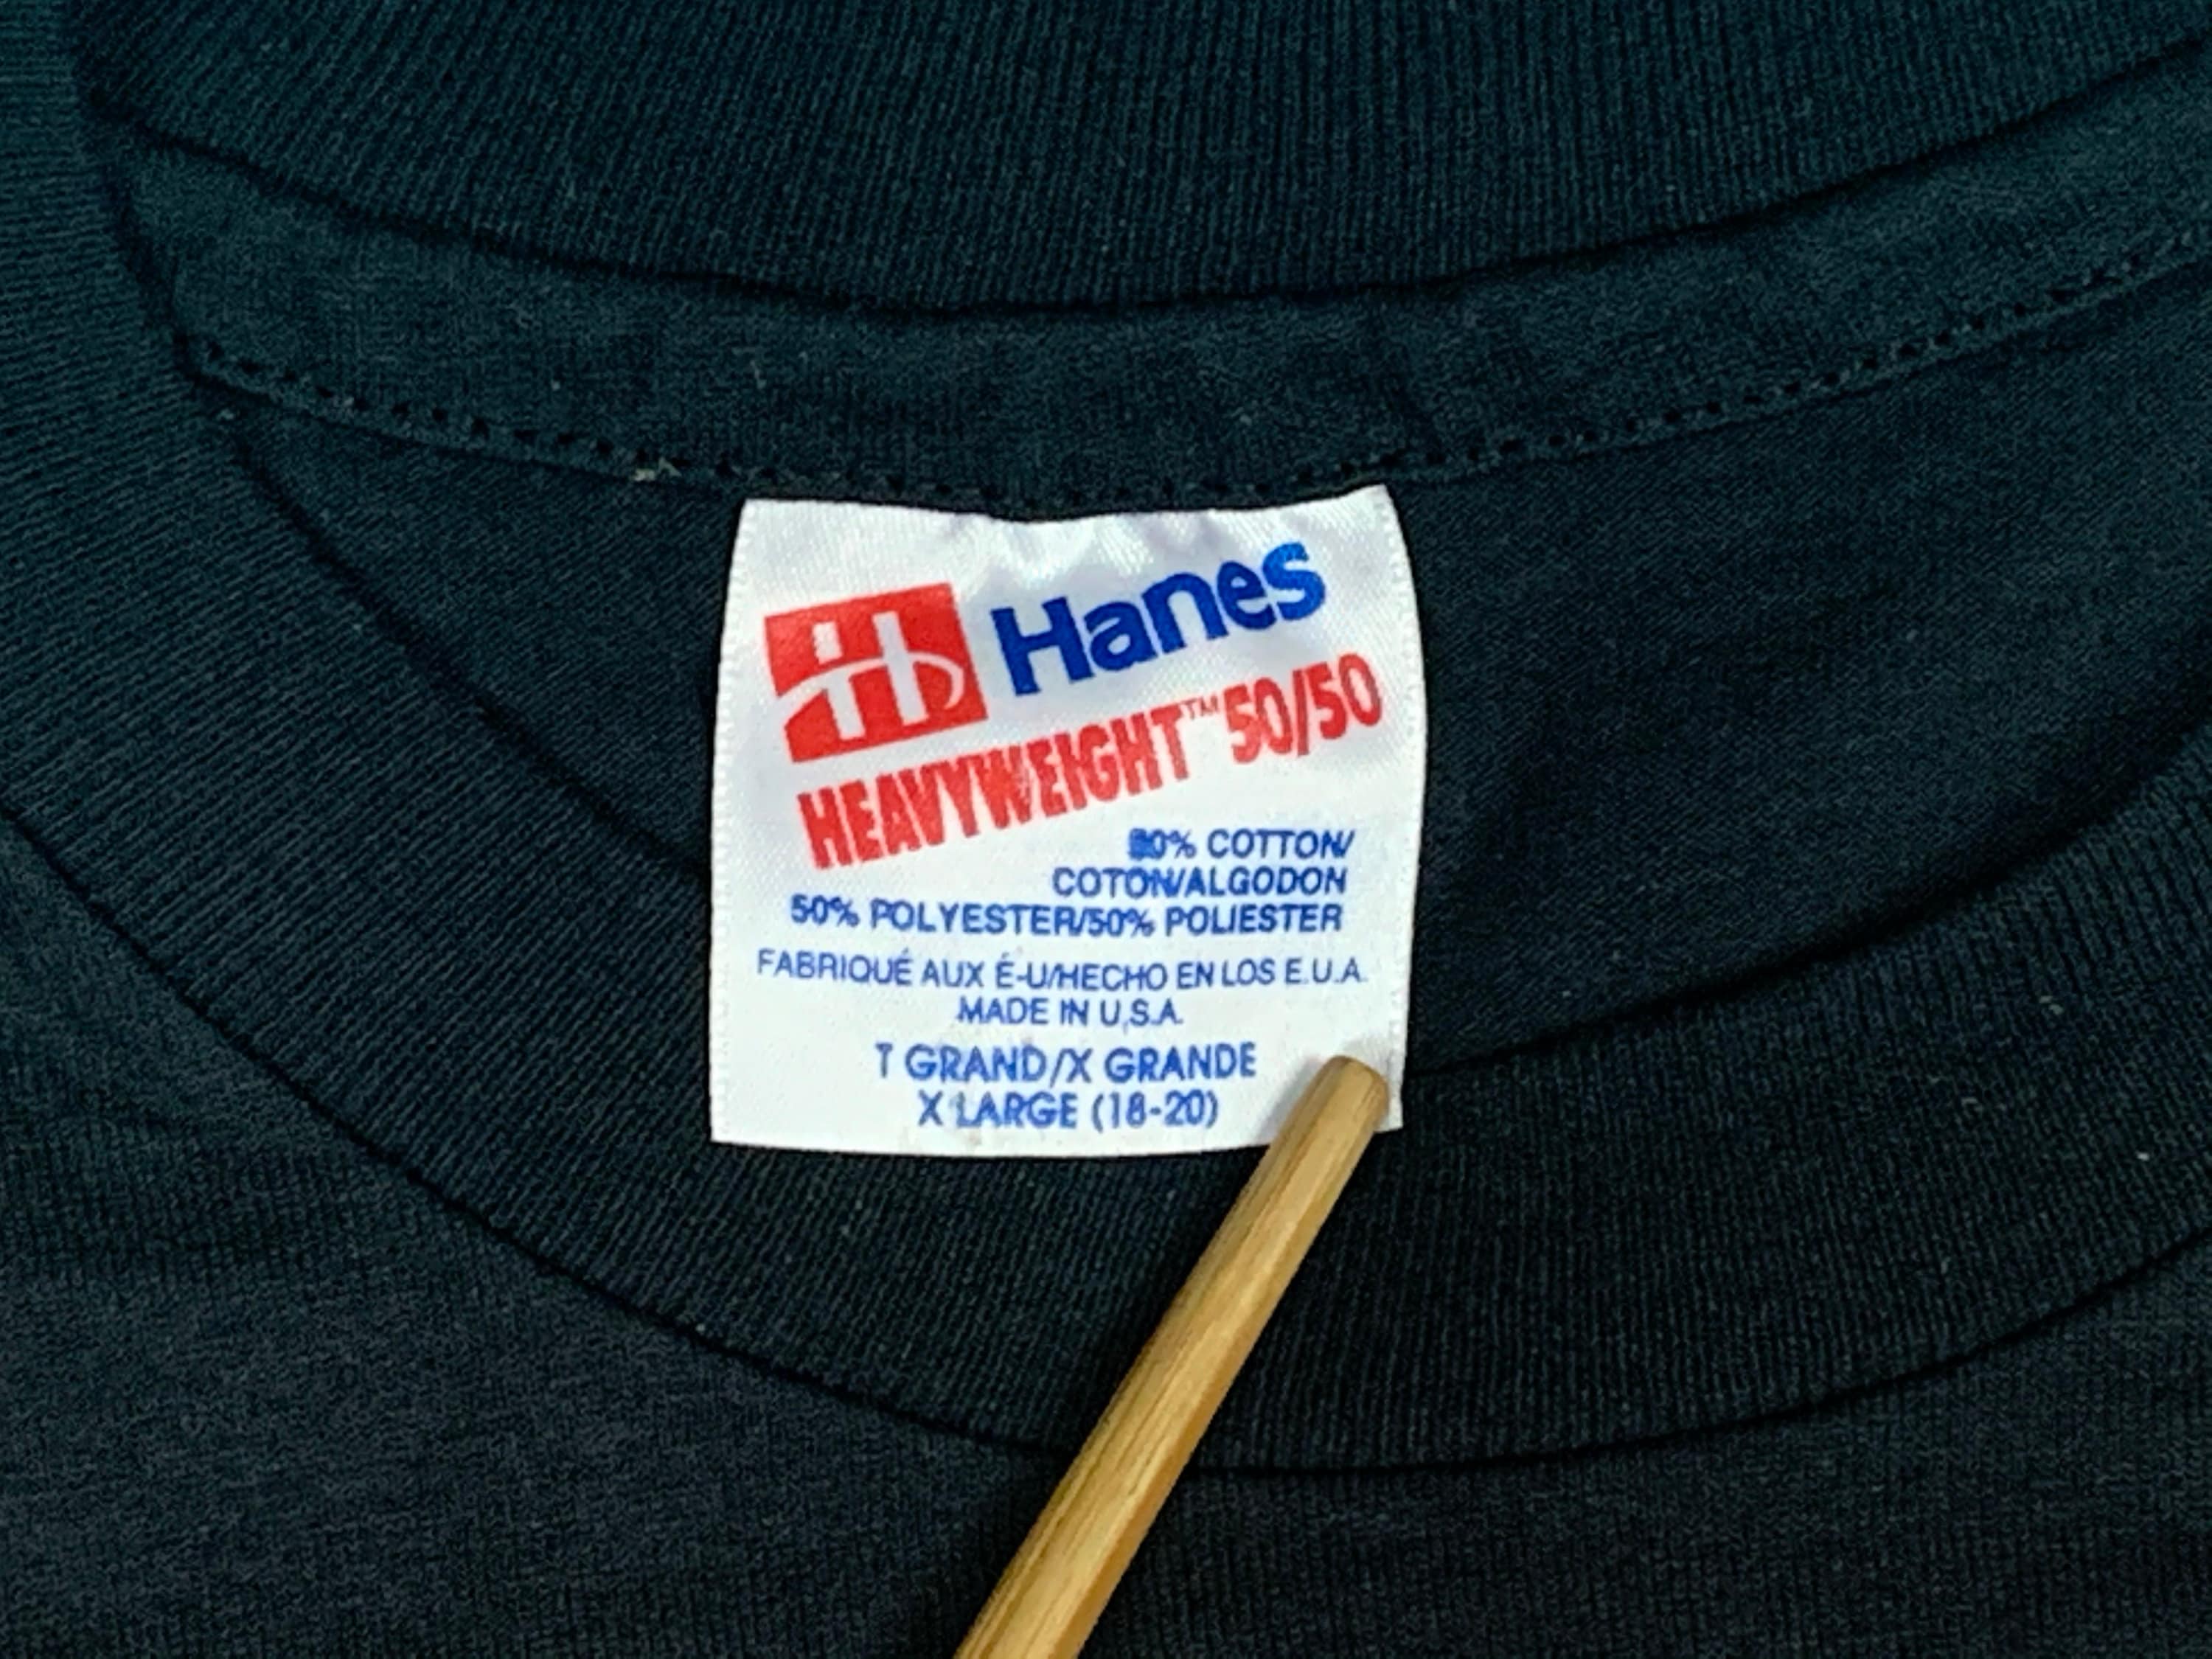 Hanes
HEAVYWEIGHT™ 50/50
50% COTTON/
COTON/ALGODON
50% POLYESTER/50% POLIESTER
FABRIQUÉ AUX É-U/HECHO EN LOS E.U.A.
MADE IN U.S.A.
T GRAND/X GRANDE
X LARGE (18-20)